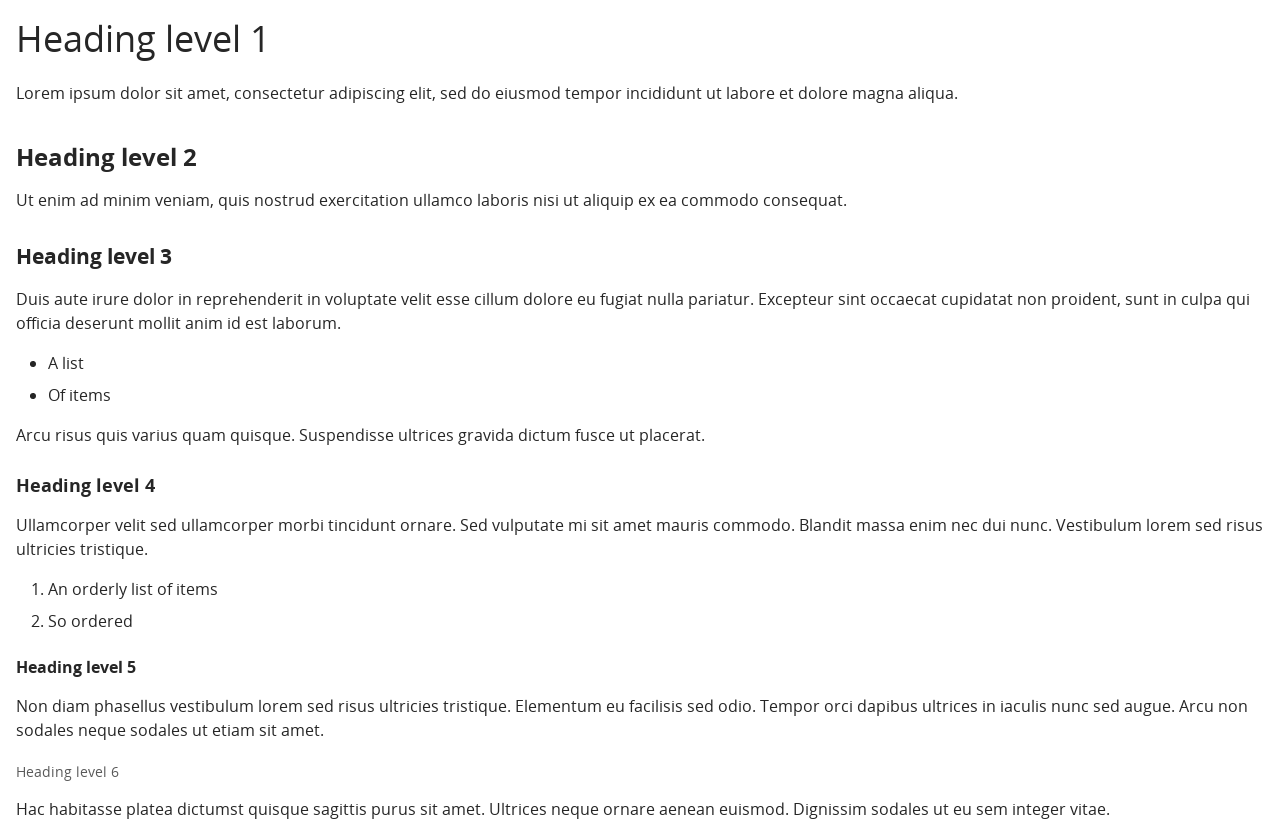 Heading level 1
Lorem ipsum dolor sit amet, consectetur adipiscing elit, sed do eiusmod tempor incididunt ut labore et dolore magna aliqua.
Heading level 2
Ut enim ad minim veniam, quis nostrud exercitation ullamco laboris nisi ut aliquip ex ea commodo consequat.
Heading level 3
Duis aute irure dolor in reprehenderit in voluptate velit esse cillum dolore eu fugiat nulla pariatur. Excepteur sint occaecat cupidatat non proident, sunt in culpa qui
officia deserunt mollit anim id est laborum.
• A list
• Of items
Arcu risus quis varius quam quisque. Suspendisse ultrices gravida dictum fusce ut placerat.
Heading level 4
Ullamcorper velit sed ullamcorper morbi tincidunt ornare. Sed vulputate mi sit amet mauris commodo. Blandit massa enim nec dui nunc. Vestibulum lorem sed risus
ultricies tristique.
1. An orderly list of items
2. So ordered
Heading level 5
Non diam phasellus vestibulum lorem sed risus ultricies tristique. Elementum eu facilisis sed odio. Tempor orci dapibus ultrices in iaculis nunc sed augue. Arcu non
sodales neque sodales ut etiam sit amet.
Heading level 6
Hac habitasse platea dictumst quisque sagittis purus sit amet. Ultrices neque ornare aenean euismod. Dignissim sodales ut eu sem integer vitae.